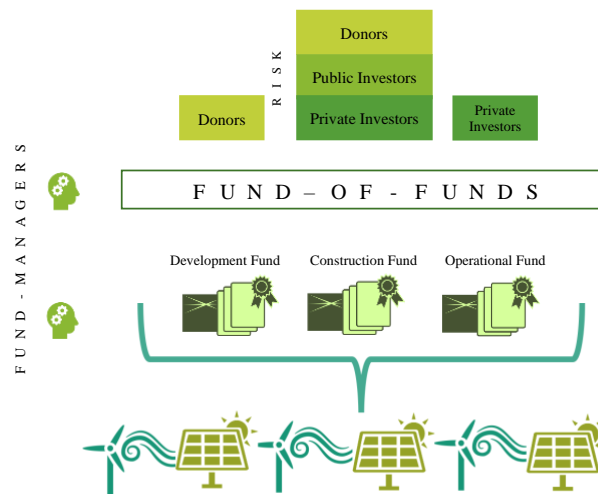 Donors
RISK
Public Investors
Donors
Private Investors
Private
Investors
FUND-MANAGERS
FUND–OF-FUNDS
Development Fund
Construction Fund
Operational Fund